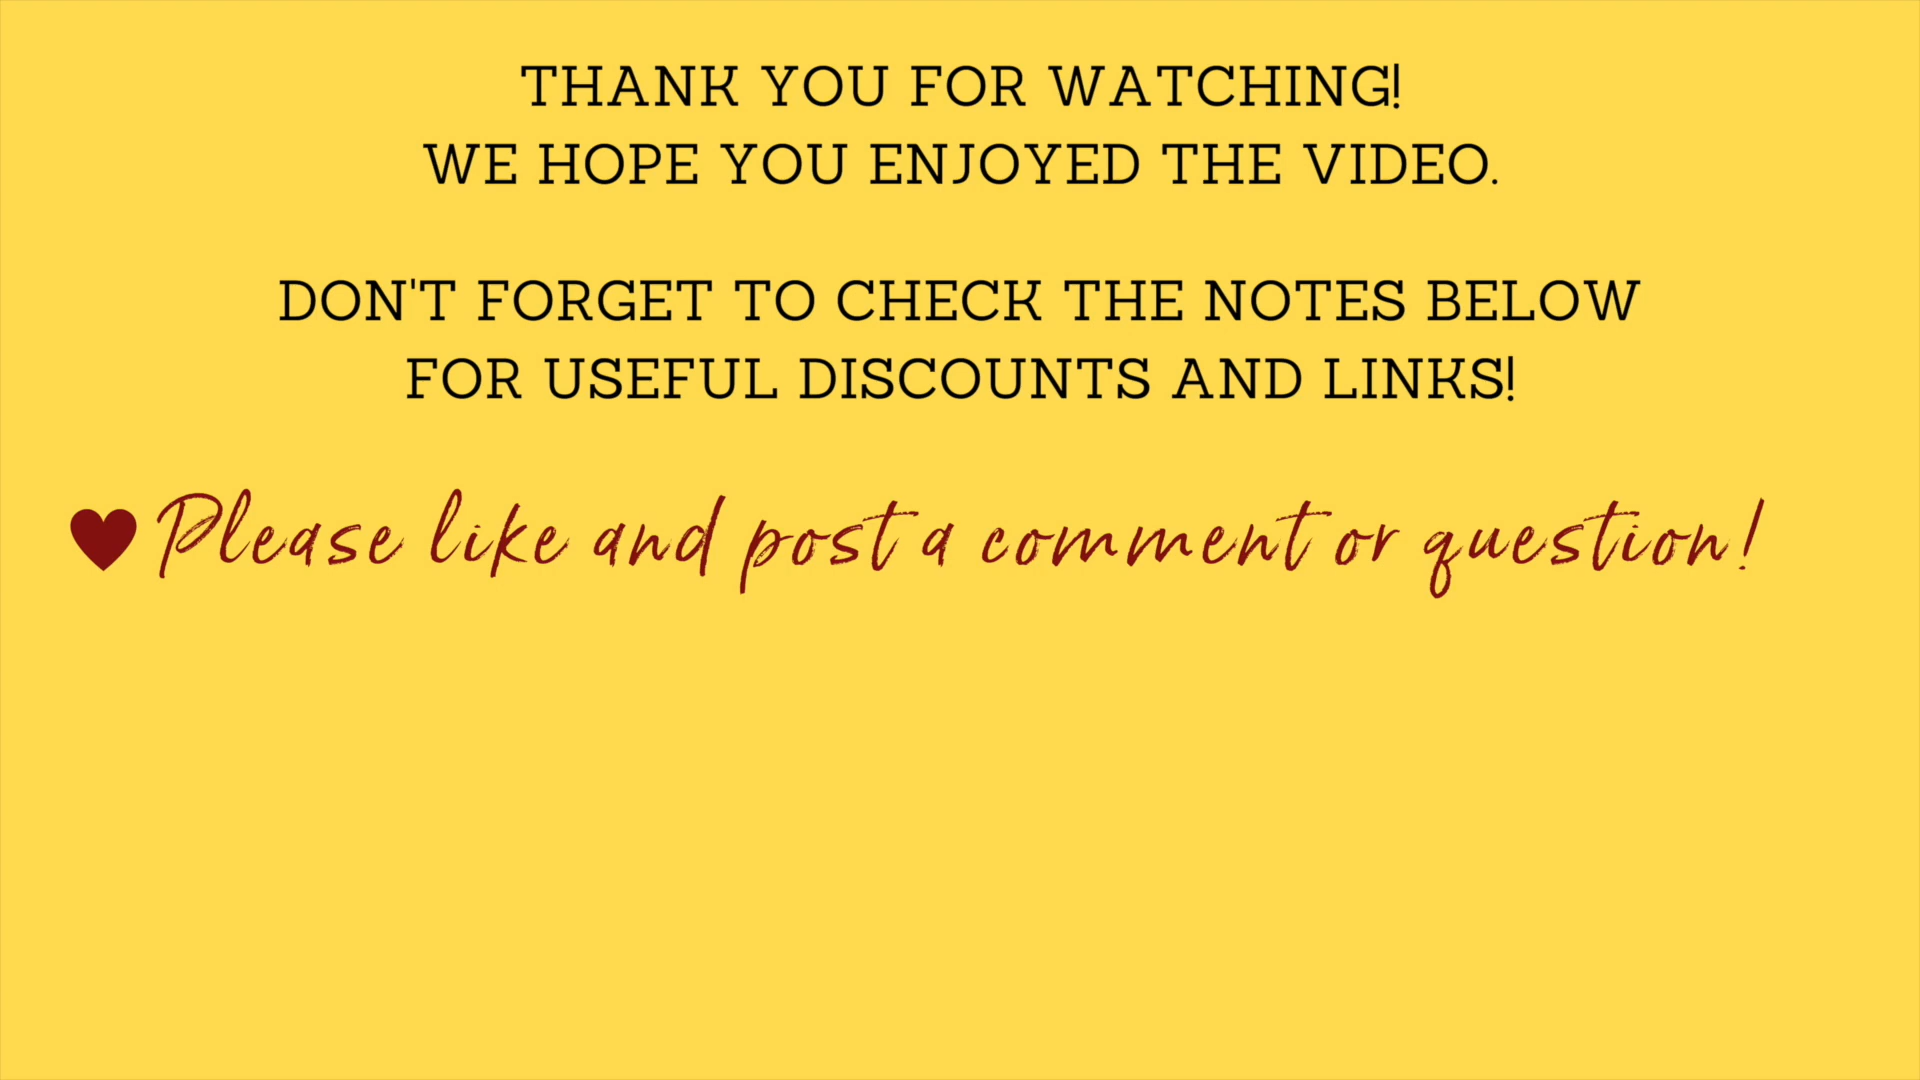 THANK YOU FOR WATCHING!
WE HOPE YOU ENJOYED THE VIDEO.
DON'T FORGET TO CHECK THE NOTES BELOW
FOR USEFUL DISCOUNTS AND LINKS!
Please like and post a comment or question!